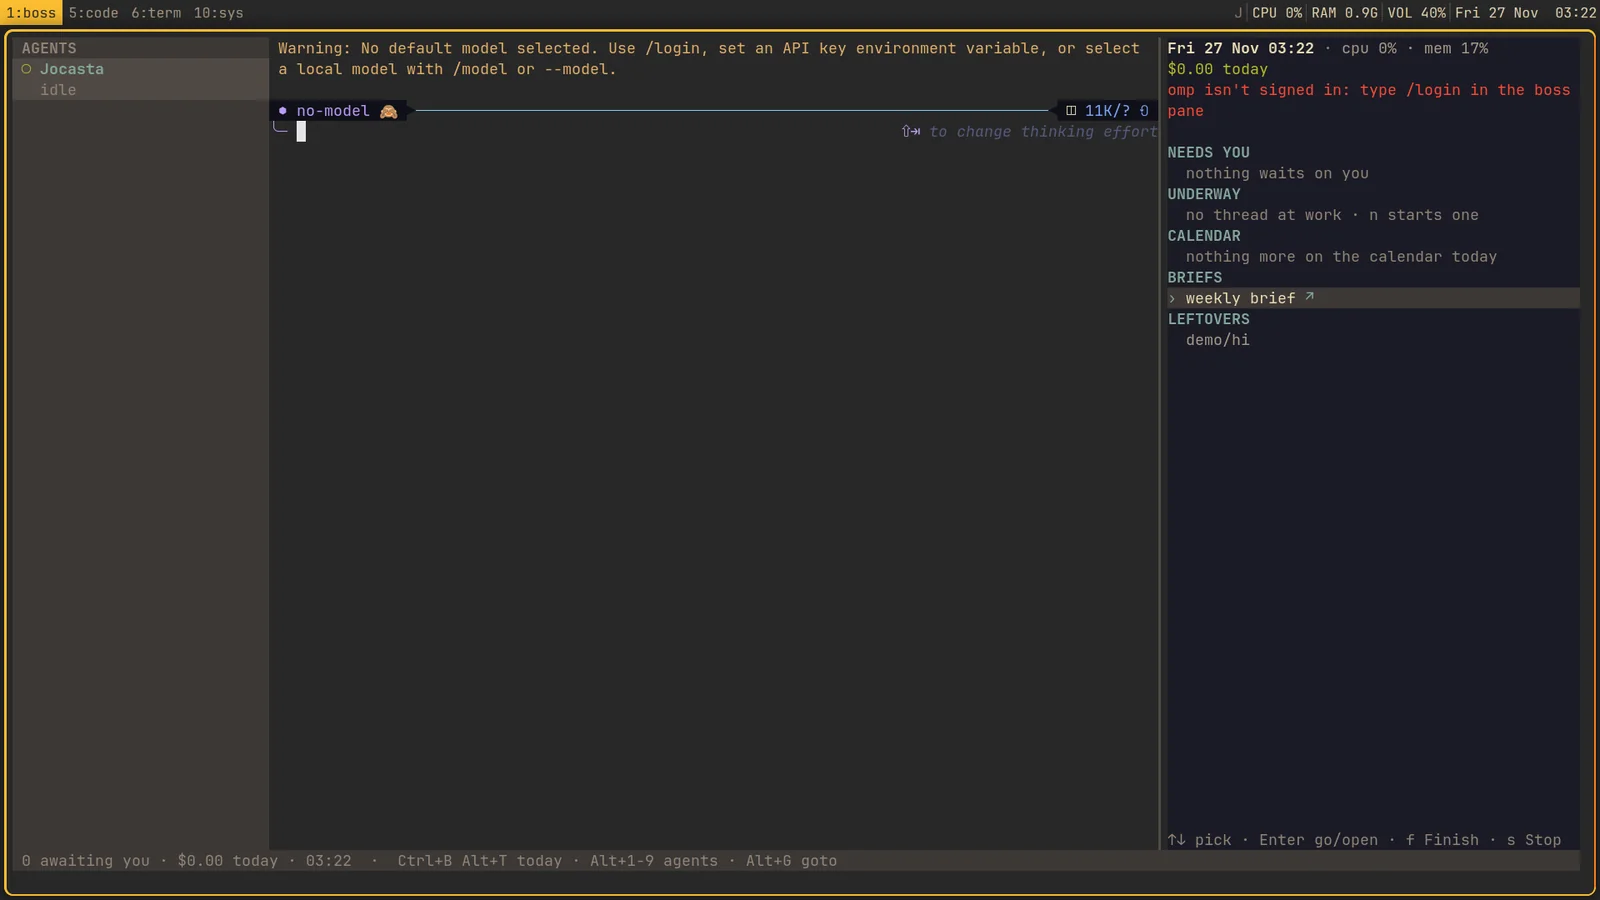 1:boss 5:code 6:term 10:sys
J CPU 0% RAM 0.9G VOL 40% Fri 27 Nov 03:22
AGENTS
Jocasta
idle
Warning: No default model selected. Use /login, set an API key environment variable, or select
a local model with /model or --model.
no-model 🙈
11K/?
⇧⇥ to change thinking effort
Fri 27 Nov 03:22 · cpu 0% · mem 17%
$0.00 today
omp isn't signed in: type /login in the boss
pane
NEEDS YOU
nothing waits on you
UNDERWAY
no thread at work · n starts one
CALENDAR
nothing more on the calendar today
BRIEFS
› weekly brief ↗
LEFTOVERS
demo/hi
↑↓ pick · Enter go/open · f Finish · s Stop
0 awaiting you · $0.00 today · 03:22 · Ctrl+B Alt+T today · Alt+1-9 agents · Alt+G goto